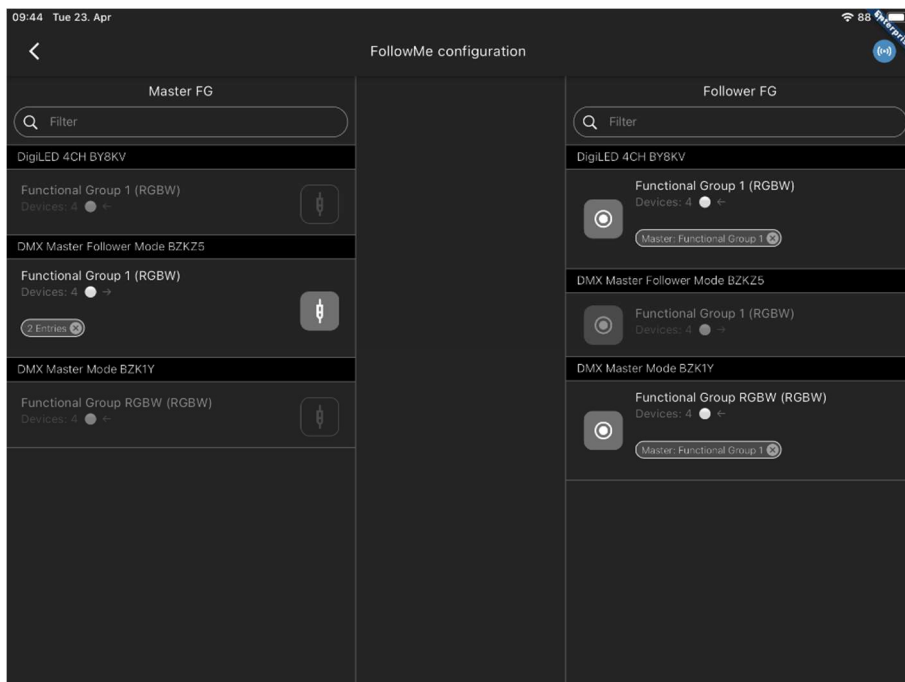 09:44 Tue 23. Apr
88
Enterpri
FollowMe configuration
Master FG
Filter
DigiLED 4CH BY8KV
Functional Group 1 (RGBW)
Devices: 4 ←
DMX Master Follower Mode BZKZ5
Functional Group 1 (RGBW)
Devices: 4 →
2 Entries
DMX Master Mode BZK1Y
Functional Group RGBW (RGBW)
Devices: 4 ←
Follower FG
Filter
DigiLED 4CH BY8KV
Functional Group 1 (RGBW)
Devices: 4 ←
Master: Functional Group 1
DMX Master Follower Mode BZKZ5
Functional Group 1 (RGBW)
Devices: 4 →
DMX Master Mode BZK1Y
Functional Group RGBW (RGBW)
Devices: 4 ←
Master: Functional Group 1